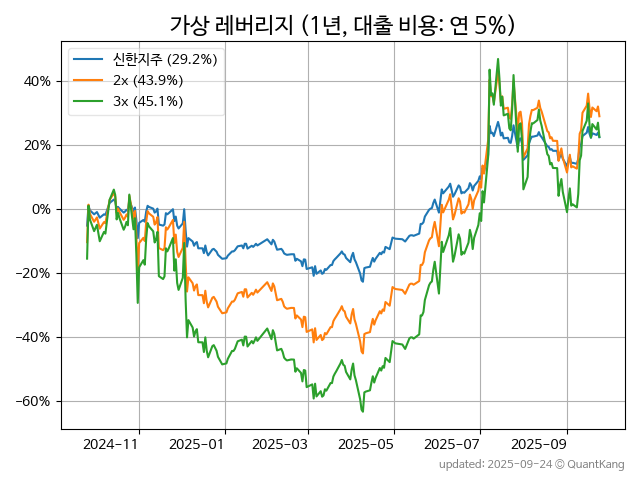 가상 레버리지 (1년, 대출 비용: 연 5%)
신한지주 (29.2%)
2x (43.9%)
3x (45.1%)
40%
20%
0%
−20%
−40%
−60%
2024-11 2025-01 2025-03 2025-05 2025-07 2025-09
updated: 2025-09-24 © QuantKang